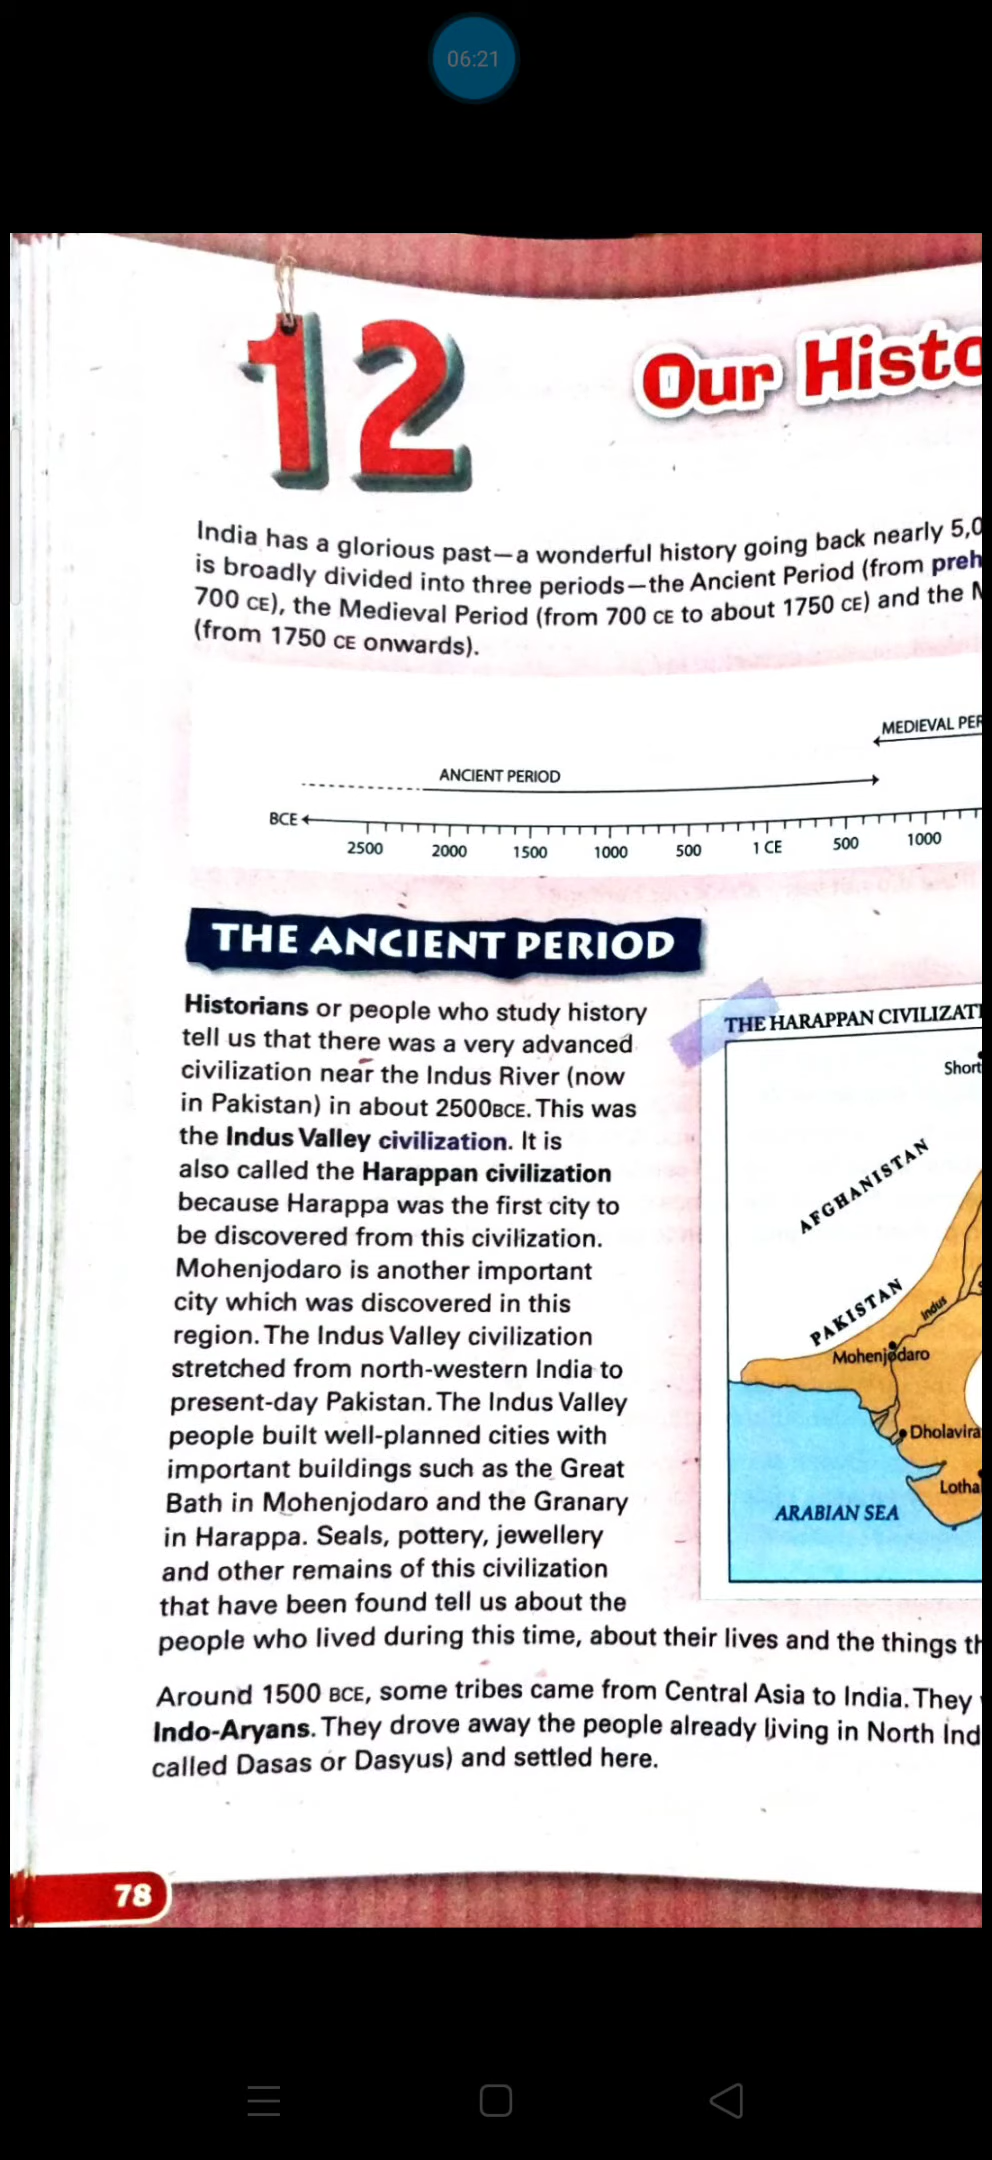 06:21
12
Our Histo
India has a glorious past—a wonderful history going back nearly 5,0
is broadly divided into three periods—the Ancient Period (from preh
700 CE), the Medieval Period (from 700 CE to about 1750 CE) and the M
(from 1750 CE onwards).
MEDIEVAL PER
ANCIENT PERIOD
BCE
2500 2000 1500 1000 500 1 CE 500 1000
THE ANCIENT PERIOD
Historians or people who study history
tell us that there was a very advanced
civilization near the Indus River (now
in Pakistan) in about 2500BCE. This was
the Indus Valley civilization. It is
also called the Harappan civilization
because Harappa was the first city to
be discovered from this civilization.
Mohenjodaro is another important
city which was discovered in this
region. The Indus Valley civilization
stretched from north-western India to
present-day Pakistan. The Indus Valley
people built well-planned cities with
important buildings such as the Great
Bath in Mohenjodaro and the Granary
in Harappa. Seals, pottery, jewellery
and other remains of this civilization
that have been found tell us about the
people who lived during this time, about their lives and the things th
THE HARAPPAN CIVILIZATI
Short
AFGHANISTAN
PAKISTAN
Indus
Mohenjodaro
Dholavira
Lotha
ARABIAN SEA
Around 1500 BCE, some tribes came from Central Asia to India. They
Indo-Aryans. They drove away the people already living in North Ind
called Dasas or Dasyus) and settled here.
78